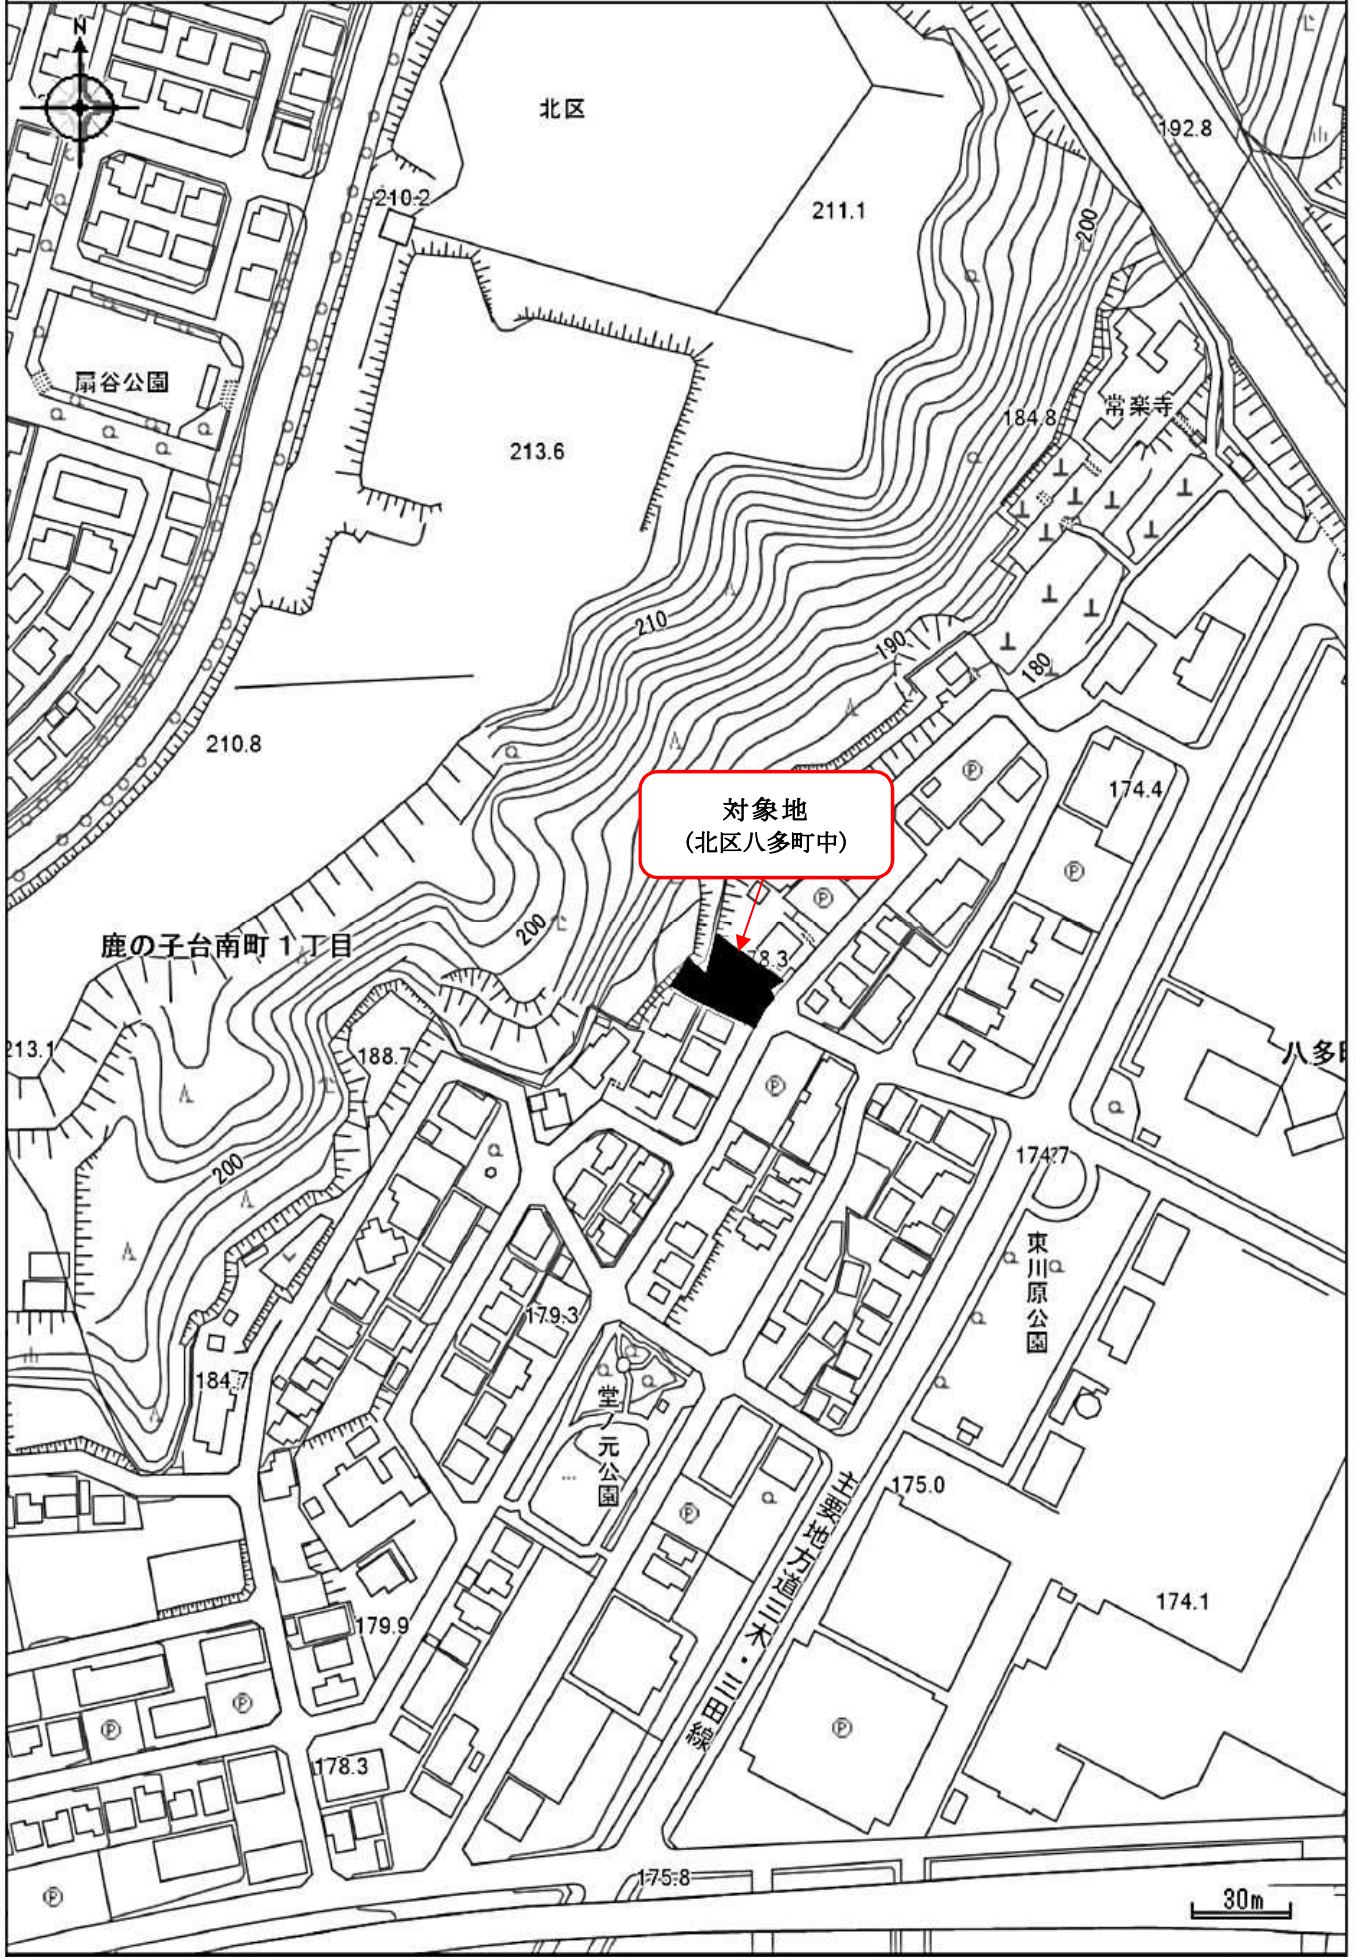 N
北区
192.8
210.2
211.1
200
扇谷公園
常楽寺
184.8
213.6
210
190
180
210.8
対象地
(北区八多町中)
174.4
Ⓟ
Ⓟ
Ⓟ
200
鹿の子台南町1丁目
78.3
213.1
188.7
八多
Ⓟ
200
174.7
東川原公園
179.3
184.7
堂ノ元公園
主要地方道三木・三田線
175.0
Ⓟ
174.1
179.9
Ⓟ
Ⓟ
Ⓟ
178.3
175.8
Ⓟ
30m